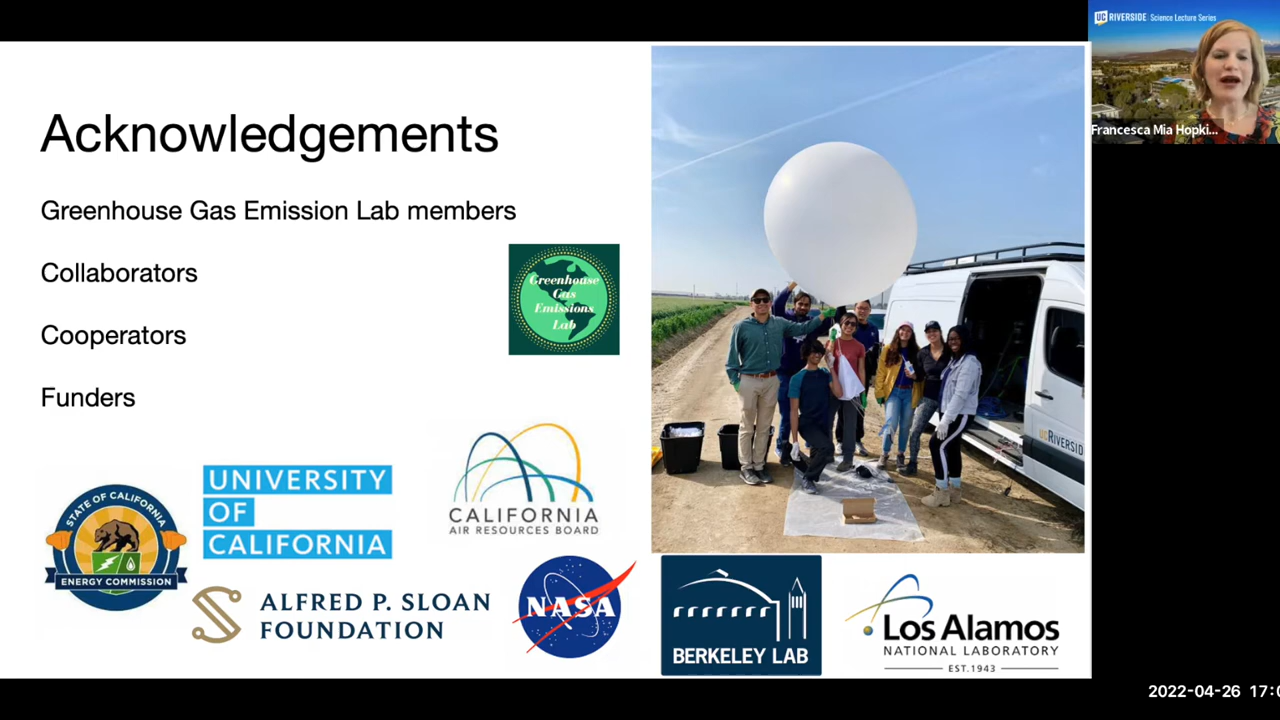 Acknowledgements
Greenhouse Gas Emission Lab members
Collaborators
Cooperators
Funders
Greenhouse
Gas
Emissions
Lab
STATE OF CALIFORNIA
ENERGY COMMISSION
UNIVERSITY
OF
CALIFORNIA
CALIFORNIA
AIR RESOURCES BOARD
ALFRED P. SLOAN
FOUNDATION
NASA
BERKELEY LAB
Los Alamos
NATIONAL LABORATORY
EST.1943
UCRIVERSID
UC RIVERSIDE Science Lecture Series
Francesca Mia Hopki...
2022-04-26 17:0